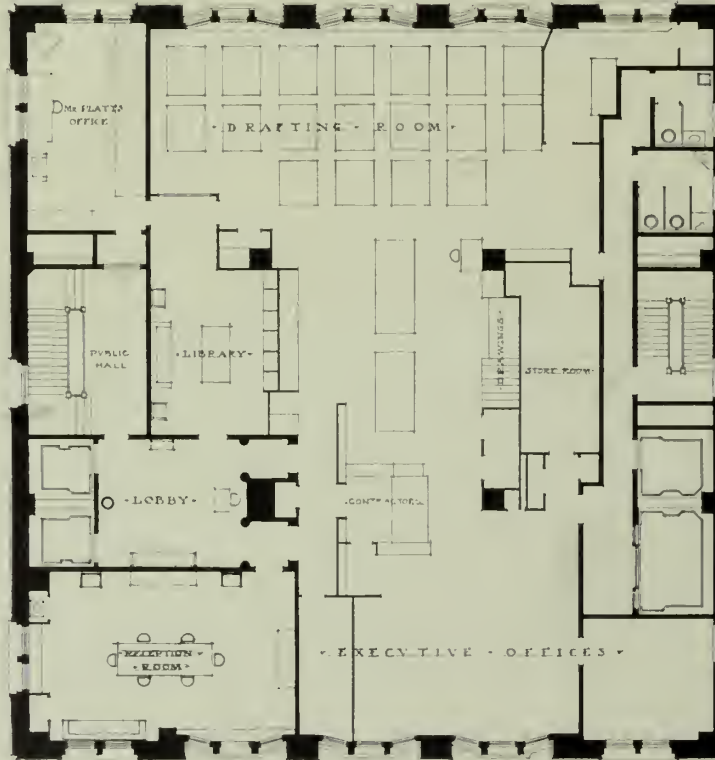 Mr PLATT'S
OFFICE
· DRAFTING · ROOM ·
PUBLIC
HALL
· LIBRARY ·
DRAWINGS
STORE ROOM ·
· LOBBY ·
· CONTRACTORS ·
· RECEPTION ·
· ROOM ·
· EXECUTIVE · OFFICES ·